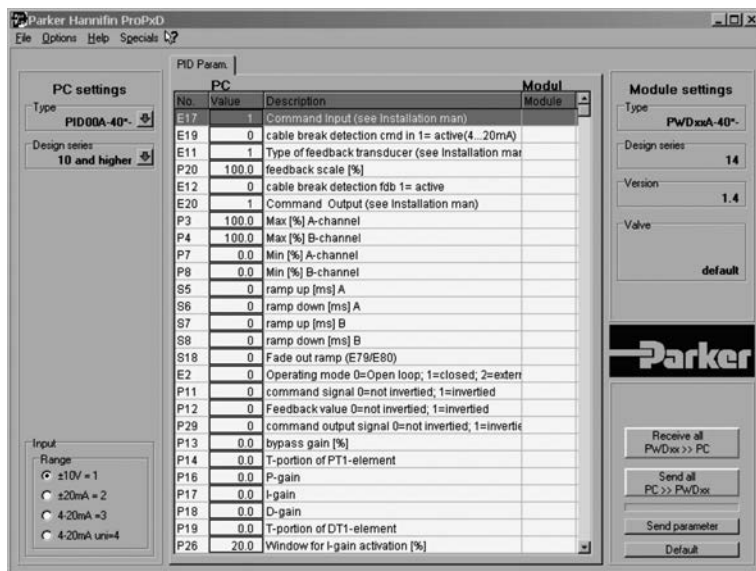 Parker Hannifin ProPxD
File Options Help Specials ?
PC settings
Type
PID00A-40*-
Design series
10 and higher
Input
Range
±10V = 1
±20mA = 2
4-20mA =3
4-20mA uni=4
PID Param.
PC Modul
No. Value Description Module
E17 1 Command Input (see Installation man)
E19 0 cable break detection cmd in 1= active(4...20mA)
E11 1 Type of feedback transducer (see Installation mar
P20 100.0 feedback scale [%]
E12 0 cable break detection fdb 1= active
E20 1 Command Output (see Installation man)
P3 100.0 Max [%] A-channel
P4 100.0 Max [%] B-channel
P7 0.0 Min [%] A-channel
P8 0.0 Min [%] B-channel
S5 0 ramp up [ms] A
S6 0 ramp down [ms] A
S7 0 ramp up [ms] B
S8 0 ramp down [ms] B
S18 0 Fade out ramp (E79/E80)
E2 0 Operating mode 0=Open loop; 1=closed; 2=extern
P11 0 command signal 0=not invertied; 1=invertied
P12 0 Feedback value 0=not invertied; 1=invertied
P29 0 command output signal 0=not invertied; 1=invertie
P13 0.0 bypass gain [%]
P14 0.0 T-portion of PT1-element
P16 0.0 P-gain
P17 0.0 I-gain
P18 0.0 D-gain
P19 0.0 T-portion of DT1-element
P26 20.0 Window for I-gain activation [%]
Module settings
Type
PWDxxA-40*-
Design series
14
Version
1.4
Valve
default
Parker
Receive all
PWDxx >> PC
Send all
PC >> PWDxx
Send parameter
Default